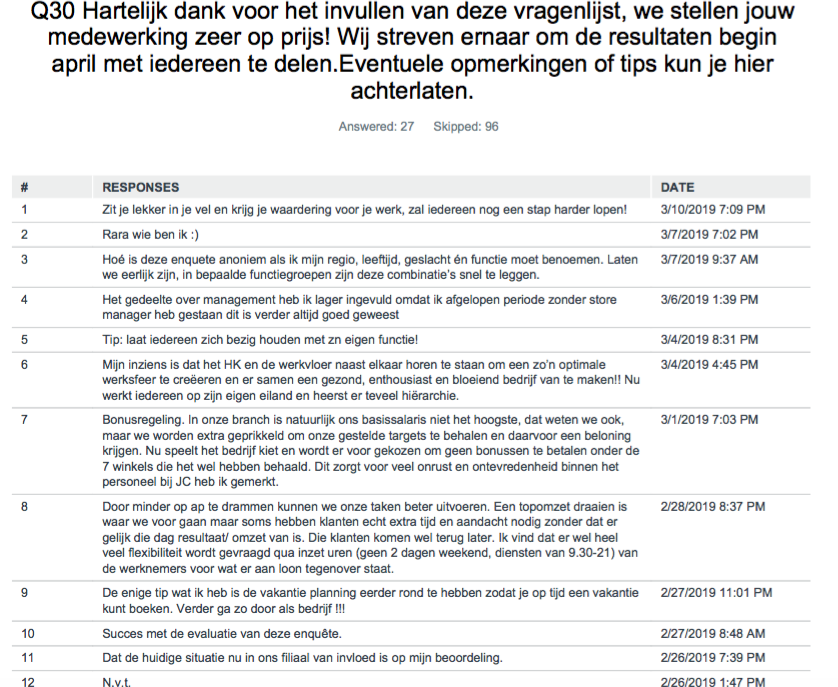 Q30 Hartelijk dank voor het invullen van deze vragenlijst, we stellen jouw
medewerking zeer op prijs! Wij streven ernaar om de resultaten begin
april met iedereen te delen.Eventuele opmerkingen of tips kun je hier
achterlaten.
Answered: 27 Skipped: 96
# RESPONSES DATE
1 Zit je lekker in je vel en krijg je waardering voor je werk, zal iedereen nog een stap harder lopen! 3/10/2019 7:09 PM
2 Rara wie ben ik :) 3/7/2019 7:02 PM
3 Hoé is deze enquete anoniem als ik mijn regio, leeftijd, geslacht én functie moet benoemen. Laten 3/7/2019 9:37 AM
we eerlijk zijn, in bepaalde functiegroepen zijn deze combinatie's snel te leggen.
4 Het gedeelte over management heb ik lager ingevuld omdat ik afgelopen periode zonder store 3/6/2019 1:39 PM
manager heb gestaan dit is verder altijd goed geweest
5 Tip: laat iedereen zich bezig houden met zn eigen functie! 3/4/2019 8:31 PM
6 Mijn inziens is dat het HK en de werkvloer naast elkaar horen te staan om een zo'n optimale 3/4/2019 4:45 PM
werksfeer te creëeren en er samen een gezond, enthousiast en bloeiend bedrijf van te maken!! Nu
werkt iedereen op zijn eigen eiland en heerst er teveel hiërarchie.
7 Bonusregeling. In onze branch is natuurlijk ons basissalaris niet het hoogste, dat weten we ook, 3/1/2019 7:03 PM
maar we worden extra geprikkeld om onze gestelde targets te behalen en daarvoor een beloning
krijgen. Nu speelt het bedrijf kiet en wordt er voor gekozen om geen bonussen te betalen onder de
7 winkels die het wel hebben behaald. Dit zorgt voor veel onrust en ontevredenheid binnen het
personeel bij JC heb ik gemerkt.
8 Door minder op ap te drammen kunnen we onze taken beter uitvoeren. Een topomzet draaien is 2/28/2019 8:37 PM
waar we voor gaan maar soms hebben klanten echt extra tijd en aandacht nodig zonder dat er
gelijk die dag resultaat/ omzet van is. Die klanten komen wel terug later. Ik vind dat er wel heel
veel flexibiliteit wordt gevraagd qua inzet uren (geen 2 dagen weekend, diensten van 9.30-21) van
de werknemers voor wat er aan loon tegenover staat.
9 De enige tip wat ik heb is de vakantie planning eerder rond te hebben zodat je op tijd een vakantie 2/27/2019 11:01 PM
kunt boeken. Verder ga zo door als bedrijf !!!
10 Succes met de evaluatie van deze enquête. 2/27/2019 8:48 AM
11 Dat de huidige situatie nu in ons filiaal van invloed is op mijn beoordeling. 2/26/2019 7:39 PM
12 N.v.t. 2/26/2019 1:47 PM